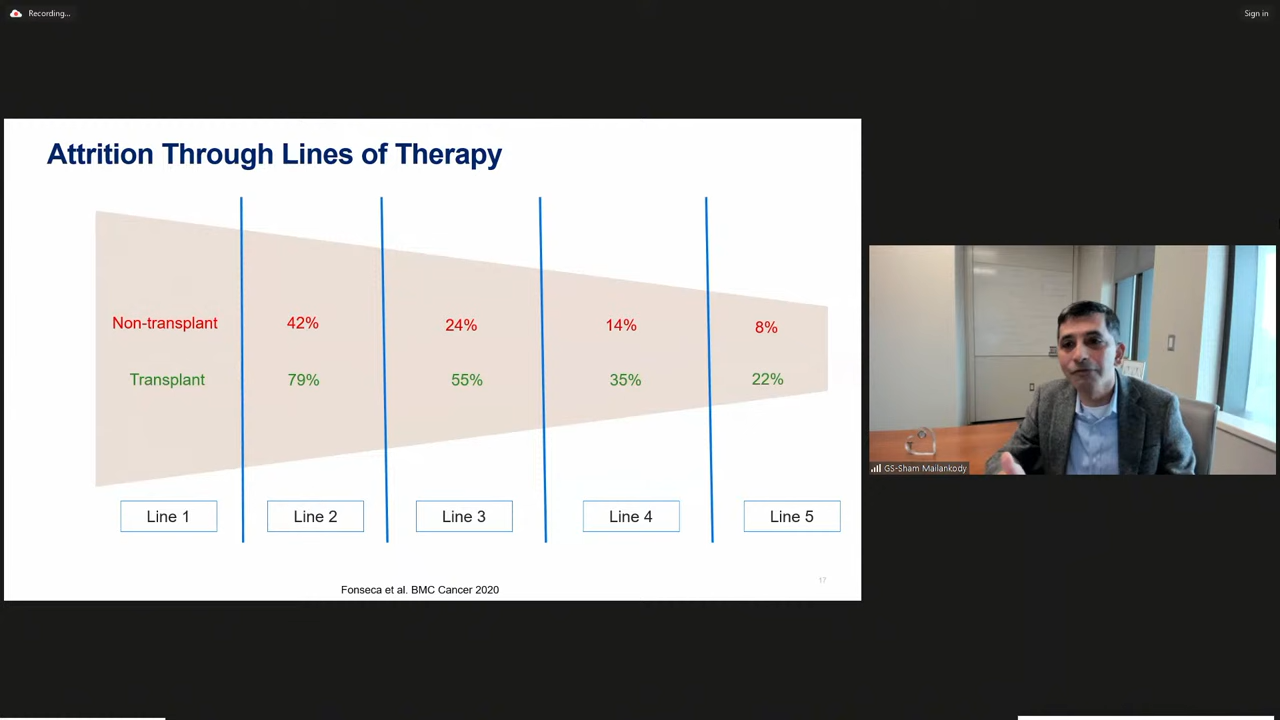 Recording...
Sign in
Attrition Through Lines of Therapy
Non-transplant 42% 24% 14% 8%
Transplant 79% 55% 35% 22%
Line 1 Line 2 Line 3 Line 4 Line 5
Fonseca et al. BMC Cancer 2020
17
GS-Sham Mailankody